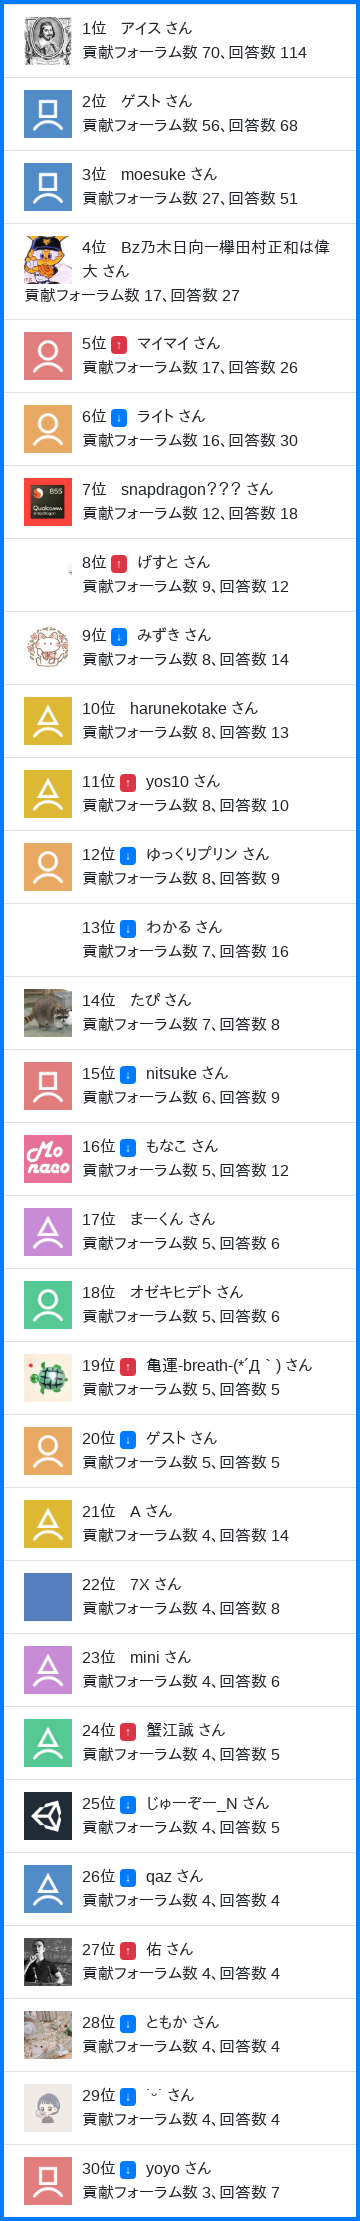 1位 アイス さん
貢献フォーラム数 70、回答数 114
2位 ゲスト さん
貢献フォーラム数 56、回答数 68
3位 moesuke さん
貢献フォーラム数 27、回答数 51
4位 Bz乃木日向一欅田村正和は偉
大 さん
貢献フォーラム数 17、回答数 27
5位 ↑ マイマイ さん
貢献フォーラム数 17、回答数 26
6位 ↓ ライト さん
貢献フォーラム数 16、回答数 30
855
Qualcomm
snapdragon
7位 snapdragon？？？ さん
貢献フォーラム数 12、回答数 18
8位 ↑ げすと さん
貢献フォーラム数 9、回答数 12
9位 ↓ みずき さん
貢献フォーラム数 8、回答数 14
10位 harunekotake さん
貢献フォーラム数 8、回答数 13
11位 ↑ yos10 さん
貢献フォーラム数 8、回答数 10
12位 ↓ ゆっくりプリン さん
貢献フォーラム数 8、回答数 9
13位 ↓ わかる さん
貢献フォーラム数 7、回答数 16
14位 たぴ さん
貢献フォーラム数 7、回答数 8
15位 ↓ nitsuke さん
貢献フォーラム数 6、回答数 9
Mo
naco
16位 ↓ もなこ さん
貢献フォーラム数 5、回答数 12
17位 まーくん さん
貢献フォーラム数 5、回答数 6
18位 オゼキヒデト さん
貢献フォーラム数 5、回答数 6
19位 ↑ 亀運-breath-(*´Д｀) さん
貢献フォーラム数 5、回答数 5
20位 ↓ ゲスト さん
貢献フォーラム数 5、回答数 5
21位 A さん
貢献フォーラム数 4、回答数 14
22位 7X さん
貢献フォーラム数 4、回答数 8
23位 mini さん
貢献フォーラム数 4、回答数 6
24位 ↑ 蟹江誠 さん
貢献フォーラム数 4、回答数 5
25位 ↓ じゅーぞー_N さん
貢献フォーラム数 4、回答数 5
26位 ↓ qaz さん
貢献フォーラム数 4、回答数 4
27位 ↑ 佑 さん
貢献フォーラム数 4、回答数 4
28位 ↓ ともか さん
貢献フォーラム数 4、回答数 4
29位 ↓ ˙ᵕ˙ さん
貢献フォーラム数 4、回答数 4
30位 ↓ yoyo さん
貢献フォーラム数 3、回答数 7